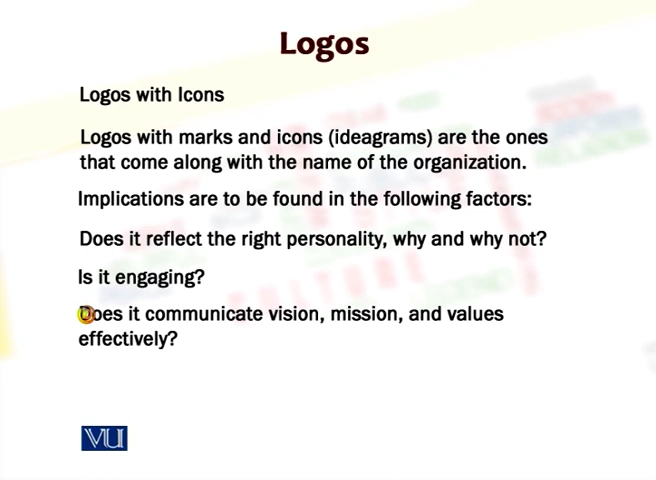 Logos
Logos with Icons
Logos with marks and icons (ideagrams) are the ones
that come along with the name of the organization.
Implications are to be found in the following factors:
Does it reflect the right personality, why and why not?
Is it engaging?
Does it communicate vision, mission, and values
effectively?
VU